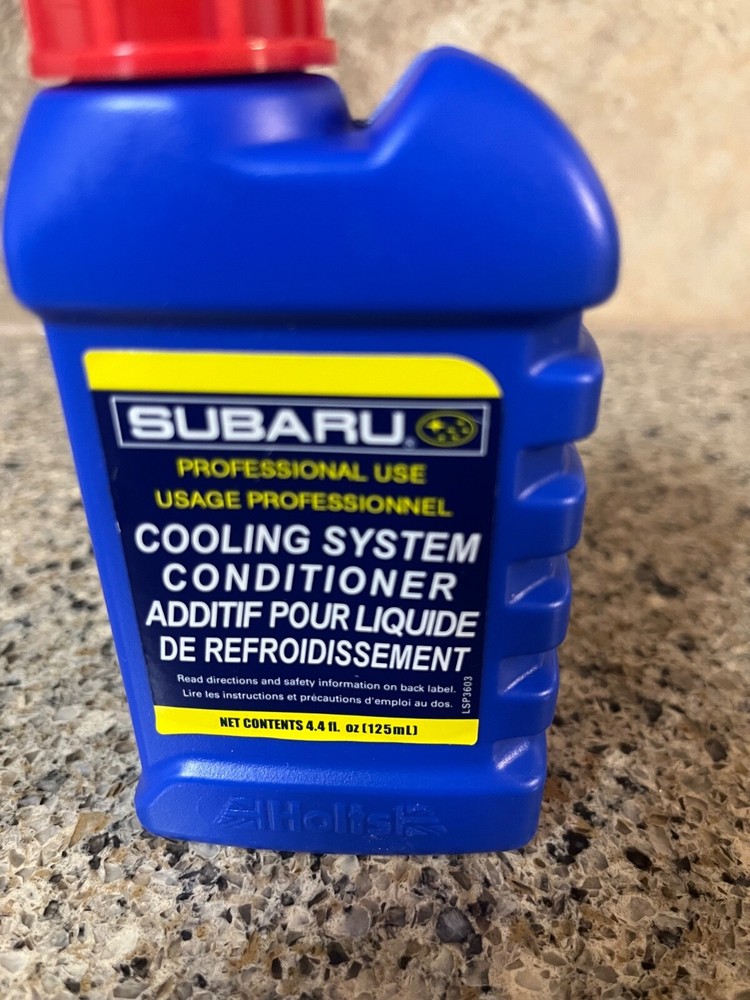 SUBARU®
PROFESSIONAL USE
USAGE PROFESSIONNEL
COOLING SYSTEM
CONDITIONER
ADDITIF POUR LIQUIDE
DE REFROIDISSEMENT
Read directions and safety information on back label.
Lire les instructions et précautions d'emploi au dos.
LSP3603
NET CONTENTS 4.4 fl. oz (125mL)
Holts